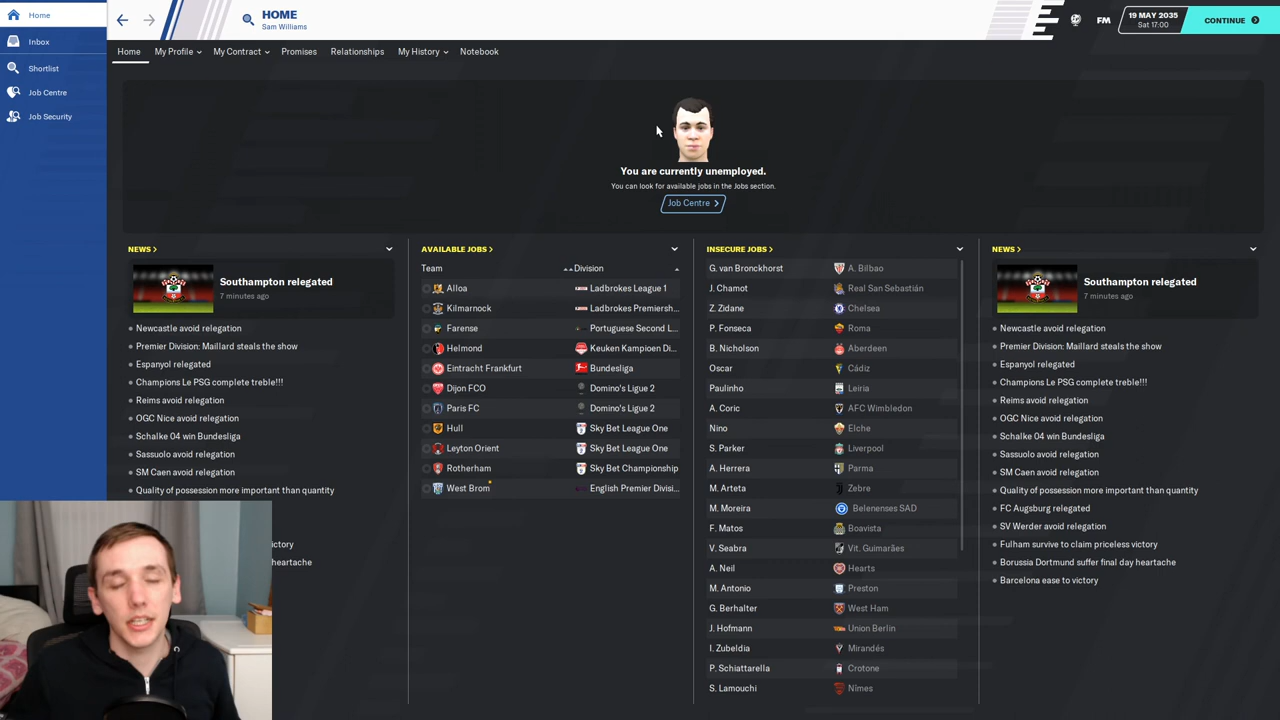 Home
Inbox
Shortlist
Job Centre
Job Security
HOME
Sam Williams
FM
19 MAY 2035
Sat 17:00
CONTINUE
Home
My Profile
My Contract
Promises
Relationships
My History
Notebook
You are currently unemployed.
You can look for available jobs in the Jobs section.
Job Centre
NEWS
Southampton relegated
7 minutes ago
Newcastle avoid relegation
Premier Division: Maillard steals the show
Espanyol relegated
Champions Le PSG complete treble!!!
Reims avoid relegation
OGC Nice avoid relegation
Schalke 04 win Bundesliga
Sassuolo avoid relegation
SM Caen avoid relegation
Quality of possession more important than quantity
ictory
heartache
AVAILABLE JOBS
Team Division
Alloa Ladbrokes League 1
Kilmarnock Ladbrokes Premiersh...
Farense Portuguese Second L...
Helmond Keuken Kampioen Di...
Eintracht Frankfurt Bundesliga
Dijon FCO Domino's Ligue 2
Paris FC Domino's Ligue 2
Hull Sky Bet League One
Leyton Orient Sky Bet League One
Rotherham Sky Bet Championship
West Brom English Premier Divisi...
INSECURE JOBS
G. van Bronckhorst A. Bilbao
J. Chamot Real San Sebastián
Z. Zidane Chelsea
P. Fonseca Roma
B. Nicholson Aberdeen
Oscar Cádiz
Paulinho Leiria
A. Coric AFC Wimbledon
Nino Elche
S. Parker Liverpool
A. Herrera Parma
M. Arteta Zebre
M. Moreira Belenenses SAD
F. Matos Boavista
V. Seabra Vit. Guimarães
A. Neil Hearts
M. Antonio Preston
G. Berhalter West Ham
J. Hofmann Union Berlin
I. Zubeldia Mirandés
P. Schiattarella Crotone
S. Lamouchi Nîmes
NEWS
Southampton relegated
7 minutes ago
Newcastle avoid relegation
Premier Division: Maillard steals the show
Espanyol relegated
Champions Le PSG complete treble!!!
Reims avoid relegation
OGC Nice avoid relegation
Schalke 04 win Bundesliga
Sassuolo avoid relegation
SM Caen avoid relegation
Quality of possession more important than quantity
FC Augsburg relegated
SV Werder avoid relegation
Fulham survive to claim priceless victory
Borussia Dortmund suffer final day heartache
Barcelona ease to victory